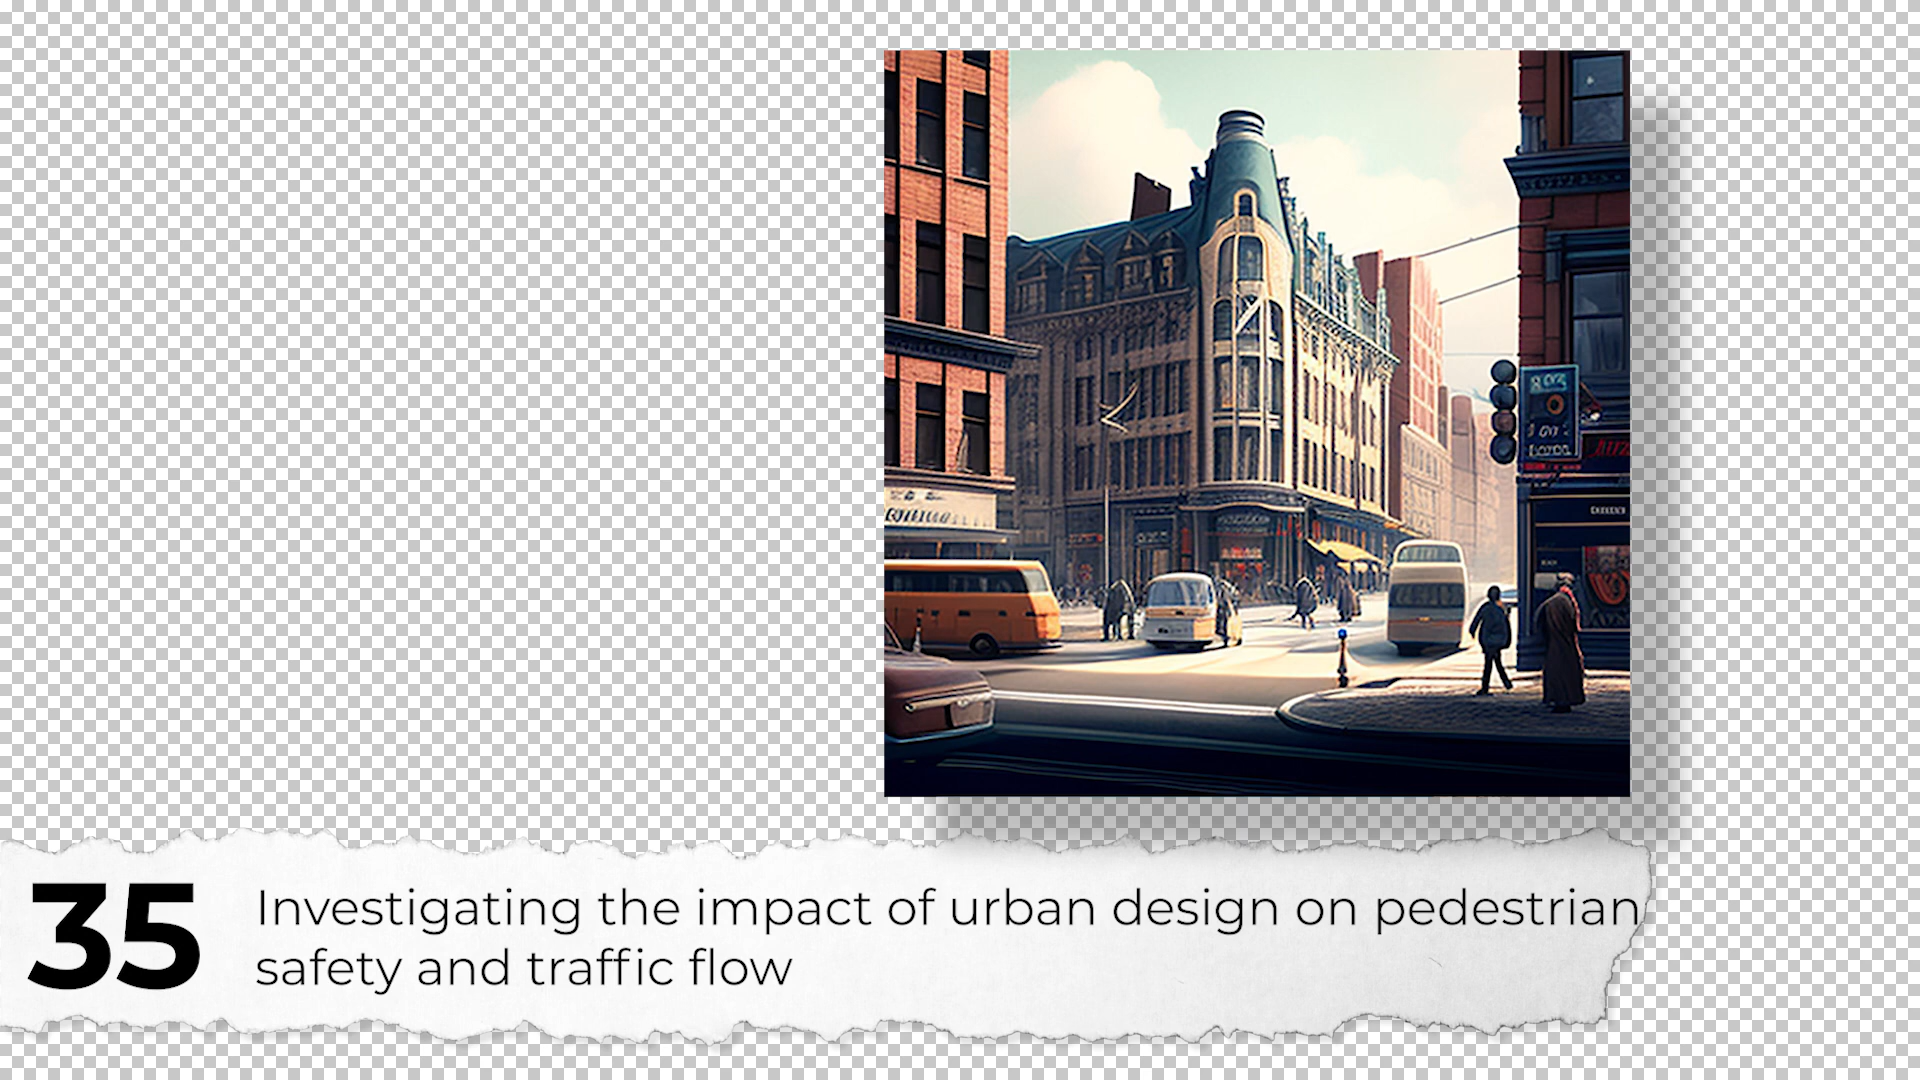 35
Investigating the impact of urban design on pedestrian
safety and traffic flow